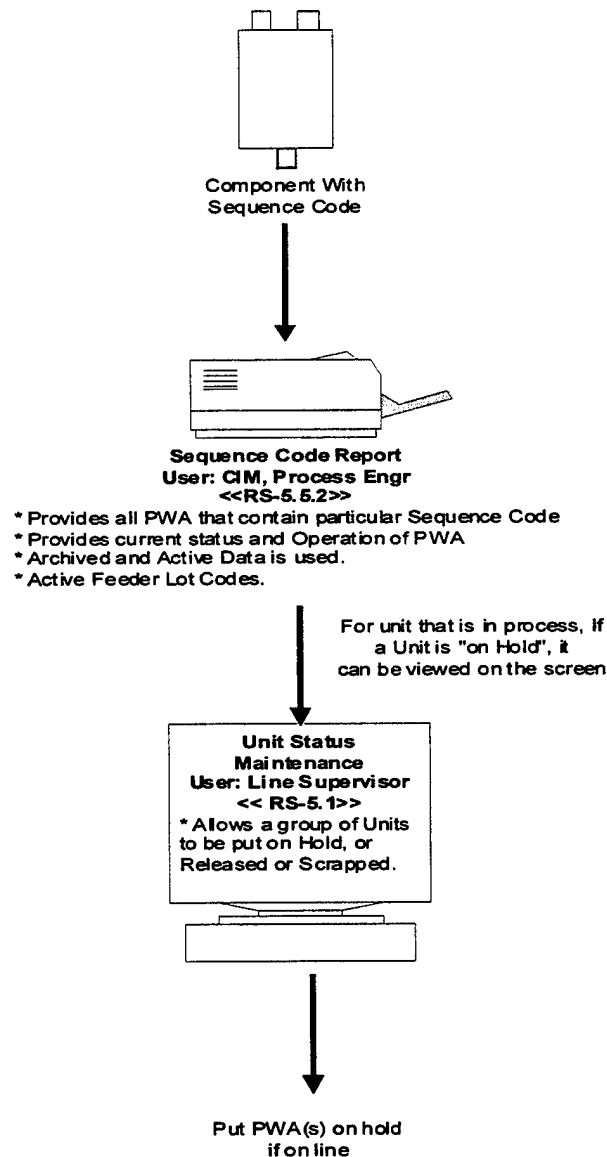 Component With
Sequence Code
Sequence Code Report
User: CIM, Process Engr
<<RS-5.5.2>>
* Provides all PWA that contain particular Sequence Code
* Provides current status and Operation of PWA
* Archived and Active Data is used.
* Active Feeder Lot Codes.
For unit that is in process, if
a Unit is "on Hold", it
can be viewed on the screen
Unit Status
Maintenance
User: Line Supervisor
<< RS-5.1>>
* Allows a group of Units
to be put on Hold, or
Released or Scrapped.
Put PWA(s) on hold
if on line